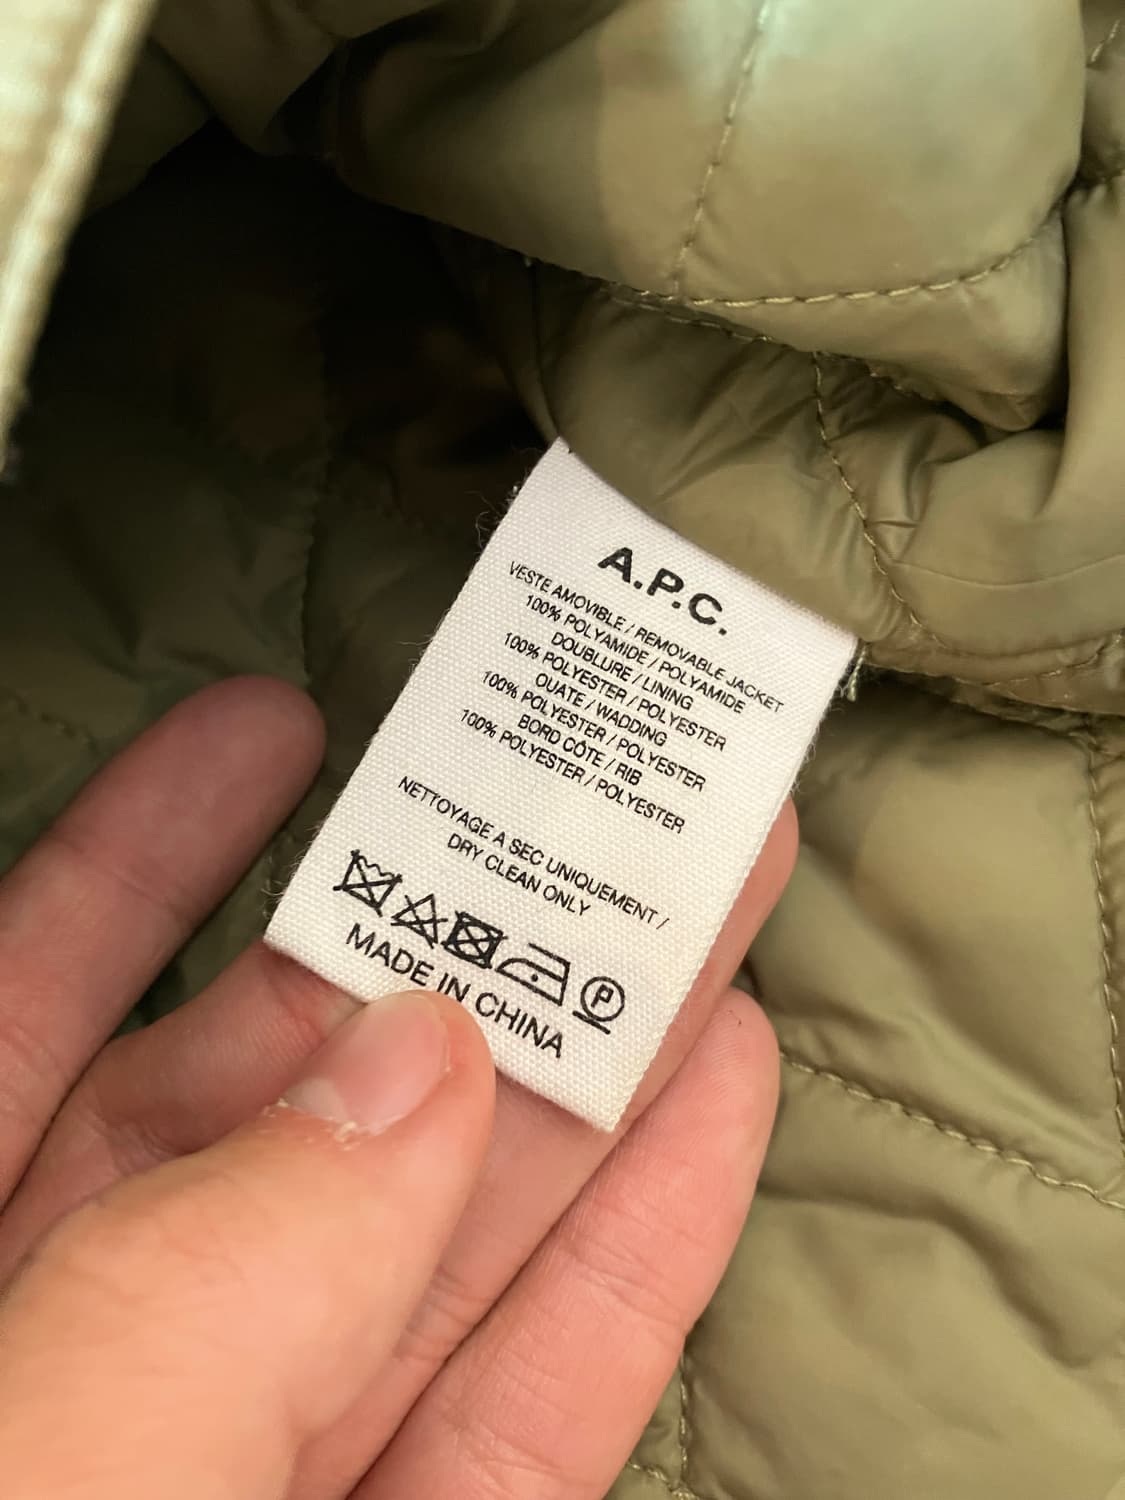 A.P.C.
VESTE AMOVIBLE / REMOVABLE JACKET
100% POLYAMIDE / POLYAMIDE
DOUBLURE / LINING
100% POLYESTER / POLYESTER
OUATE / WADDING
100% POLYESTER / POLYESTER
BORD CÔTE / RIB
100% POLYESTER / POLYESTER
NETTOYAGE A SEC UNIQUEMENT /
DRY CLEAN ONLY
P
MADE IN CHINA